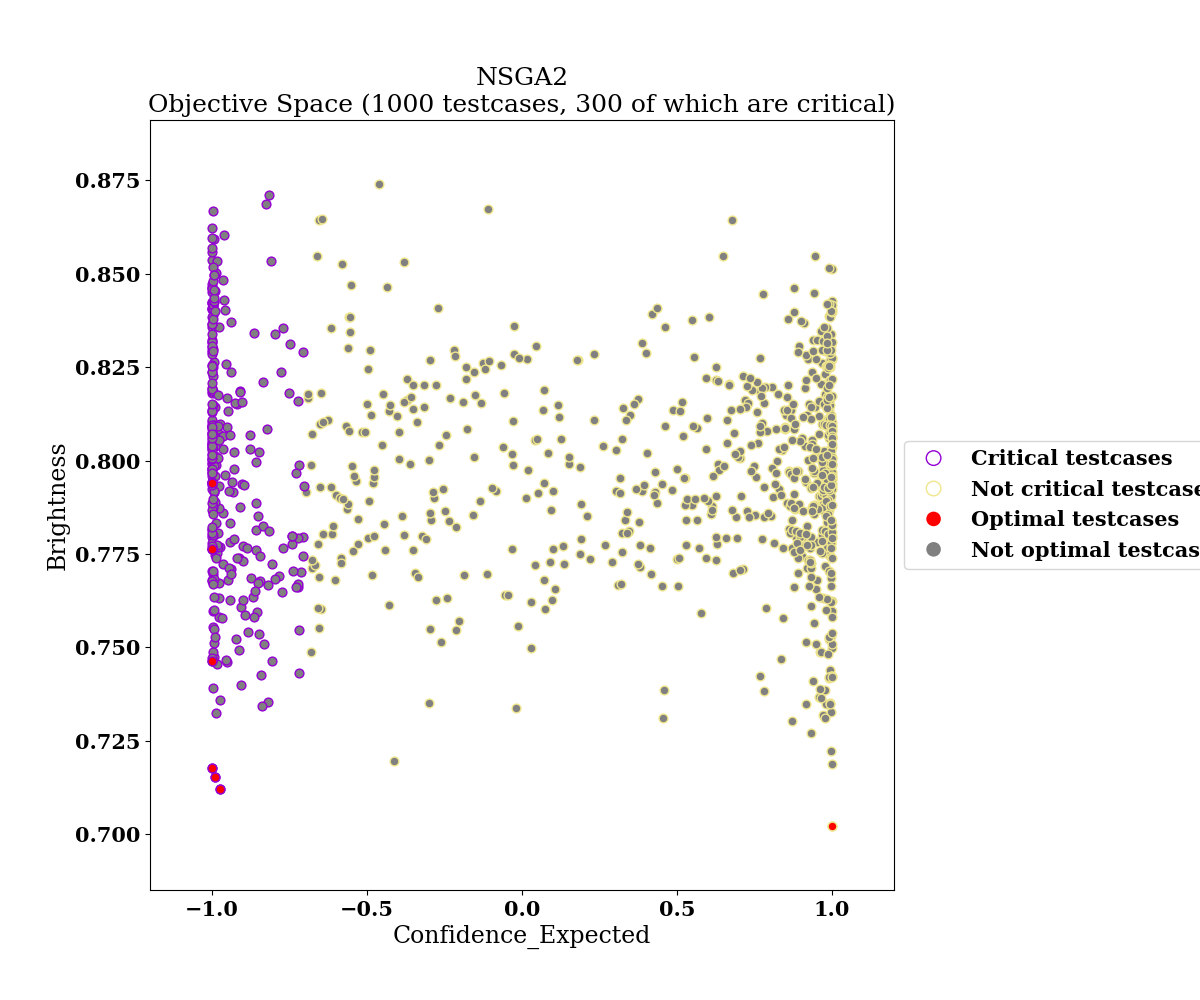 NSGA2
Objective Space (1000 testcases, 300 of which are critical)
0.875
0.850
0.825
0.800
0.775
0.750
0.725
0.700
Brightness
−1.0 −0.5 0.0 0.5 1.0
Confidence_Expected
Critical testcases
Not critical testcase
Optimal testcases
Not optimal testcas